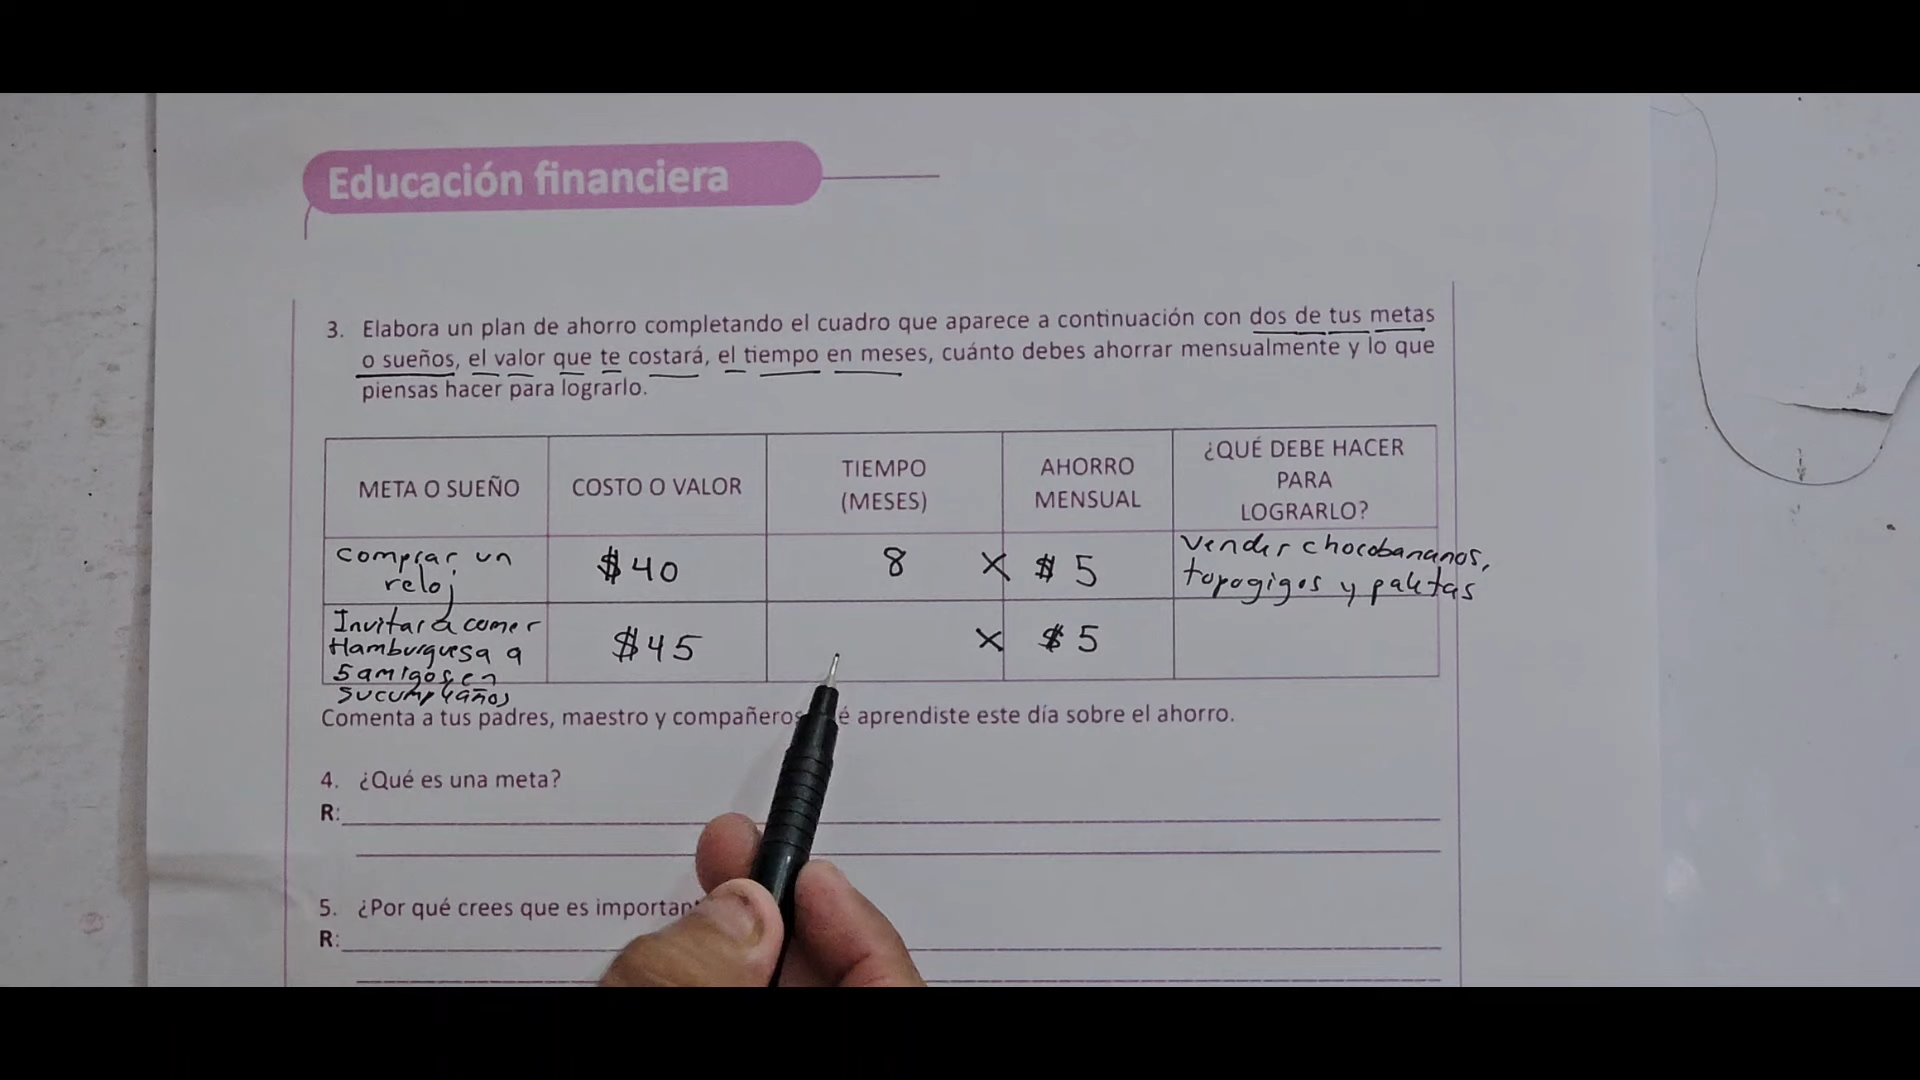 Educación financiera
3. Elabora un plan de ahorro completando el cuadro que aparece a continuación con dos de tus metas
o sueños, el valor que te costará, el tiempo en meses, cuánto debes ahorrar mensualmente y lo que
piensas hacer para lograrlo.
META O SUEÑO
COSTO O VALOR
TIEMPO
(MESES)
AHORRO
MENSUAL
¿QUÉ DEBE HACER
PARA
LOGRARLO?
comprar un
reloj
$40
8
X
$ 5
Vender chocobananos,
topogigos y paletas
Invitar a comer
Hamburguesa a
5 amigos en
su cumpleaños
$45
X
$ 5
Comenta a tus padres, maestro y compañeros é aprendiste este día sobre el ahorro.
4. ¿Qué es una meta?
R:
5. ¿Por qué crees que es important
R: